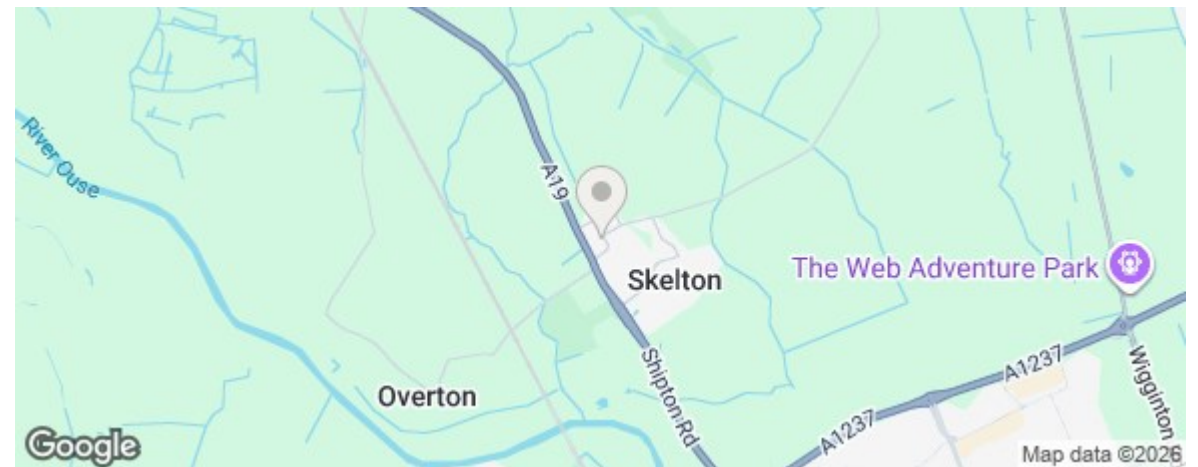 River Ouse
A19
Skelton
The Web Adventure Park
Overton
Shipton Rd
A1237
A1237
Wigginton
Google
Map data ©2026